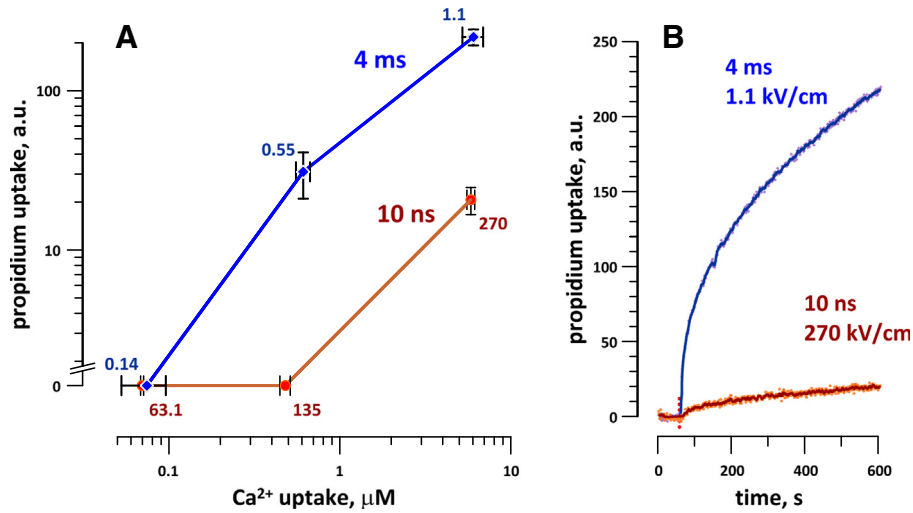 A
1.1
4 ms
100
0.55
propidium uptake, a.u.
10 ns
270
10
0.14
0
63.1
135
0.1
1
10
Ca²⁺ uptake, μM
B
250
4 ms
1.1 kV/cm
200
propidium uptake, a.u.
150
100
10 ns
270 kV/cm
50
0
0
200
400
600
time, s